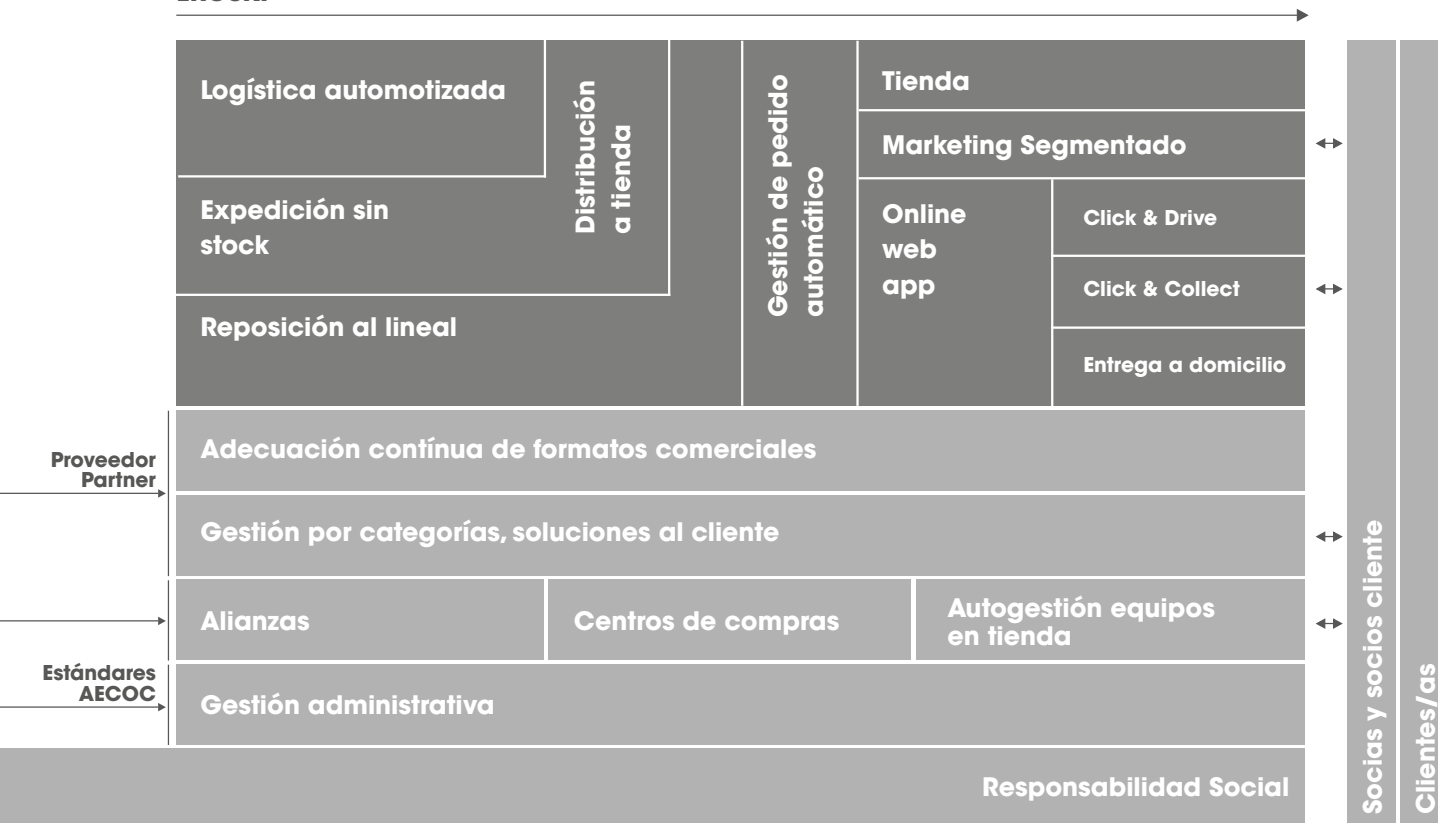 Logística automotizada
Distribución
a tienda
Expedición sin
stock
Reposición al lineal
Gestión de pedido
automático
Tienda
Marketing Segmentado
Online
web
app
Click & Drive
Click & Collect
Entrega a domicilio
Proveedor
Partner
Adecuación contínua de formatos comerciales
Gestión por categorías, soluciones al cliente
Alianzas
Centros de compras
Autogestión equipos
en tienda
Estándares
AECOC
Gestión administrativa
Responsabilidad Social
Socias y socios cliente
Clientes/as